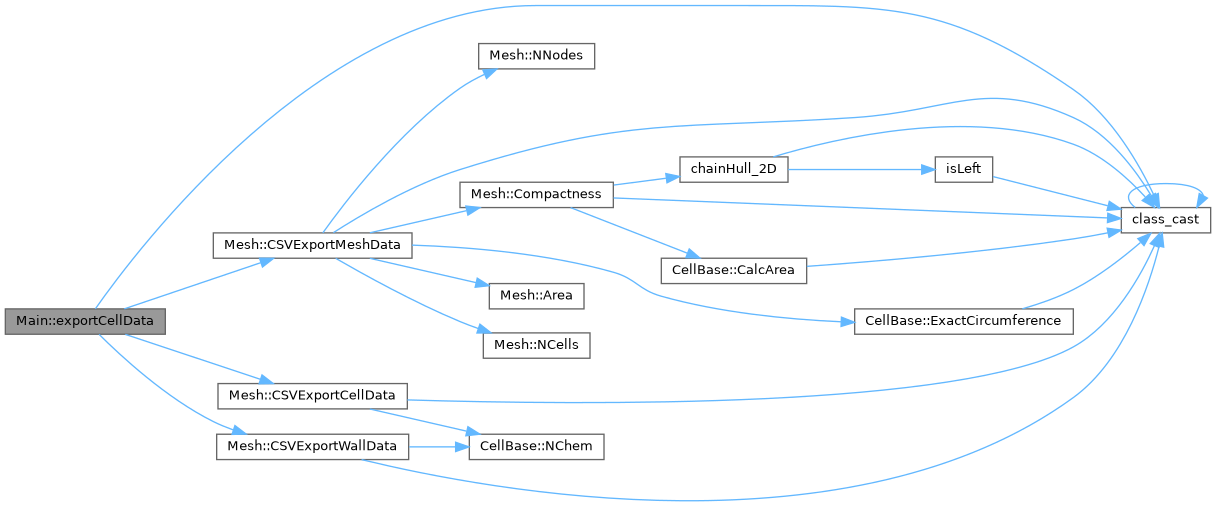 Mesh::NNodes
chainHull_2D
isLeft
Mesh::Compactness
class_cast
Mesh::CSVExportMeshData
CellBase::CalcArea
Mesh::Area
Main::exportCellData
CellBase::ExactCircumference
Mesh::NCells
Mesh::CSVExportCellData
Mesh::CSVExportWallData
CellBase::NChem